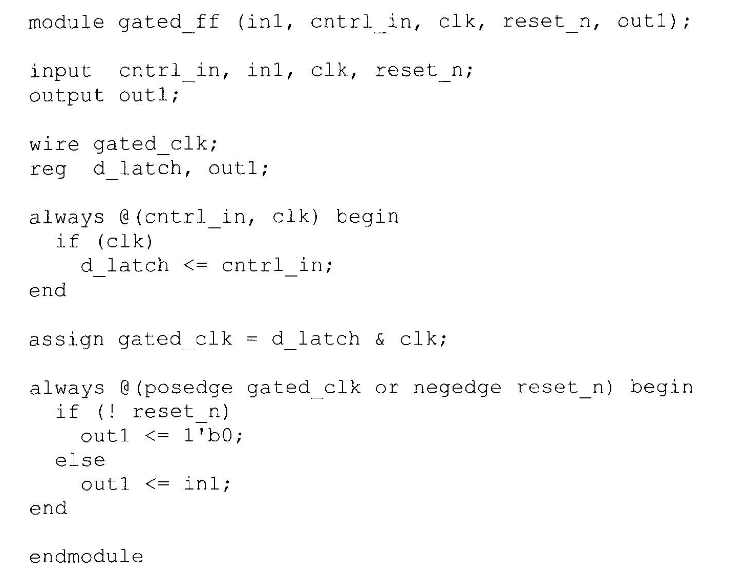 module gated_ff (in1, cntrl_in, clk, reset_n, out1);
input cntrl_in, in1, clk, reset_n;
output out1;
wire gated_clk;
reg d_latch, out1;
always @(cntrl_in, clk) begin
if (clk)
d_latch <= cntrl_in;
end
assign gated_clk = d_latch & clk;
always @(posedge gated_clk or negedge reset_n) begin
if (! reset_n)
out1 <= 1'b0;
else
out1 <= in1;
end
endmodule